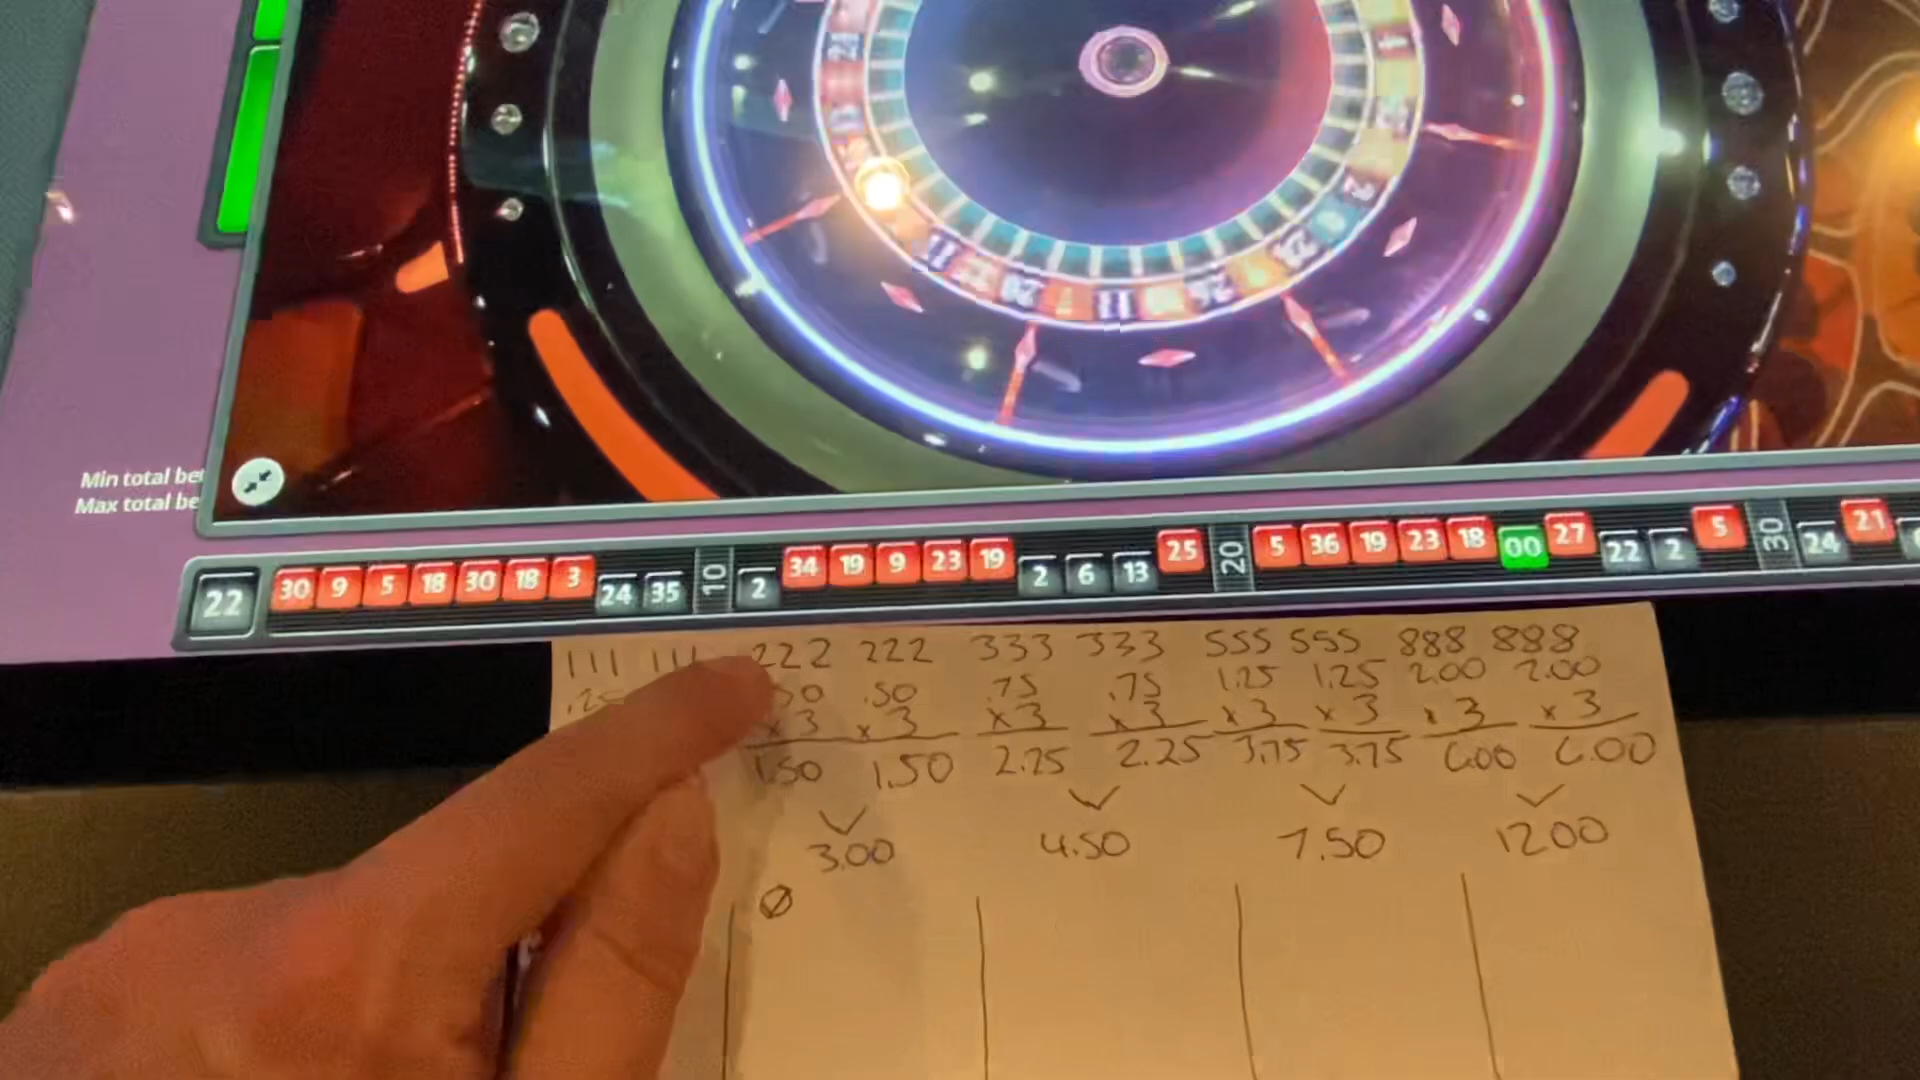 Min total bet
Max total be
22 30 9 5 18 30 18 3 24 35 10 2 34 19 9 23 19 2 6 13 25 20 5 36 19 23 18 00 27 22 2 5 30 24 21
111 111 222 222 333 333 555 555 888 888
.25 .50 .50 .75 .75 1.25 1.25 2.00 2.00
x3 x3 x3 x3 x3 x3 x3 x3
1.50 1.50 2.25 2.25 3.75 3.75 6.00 6.00
3.00 4.50 7.50 12.00
Ø